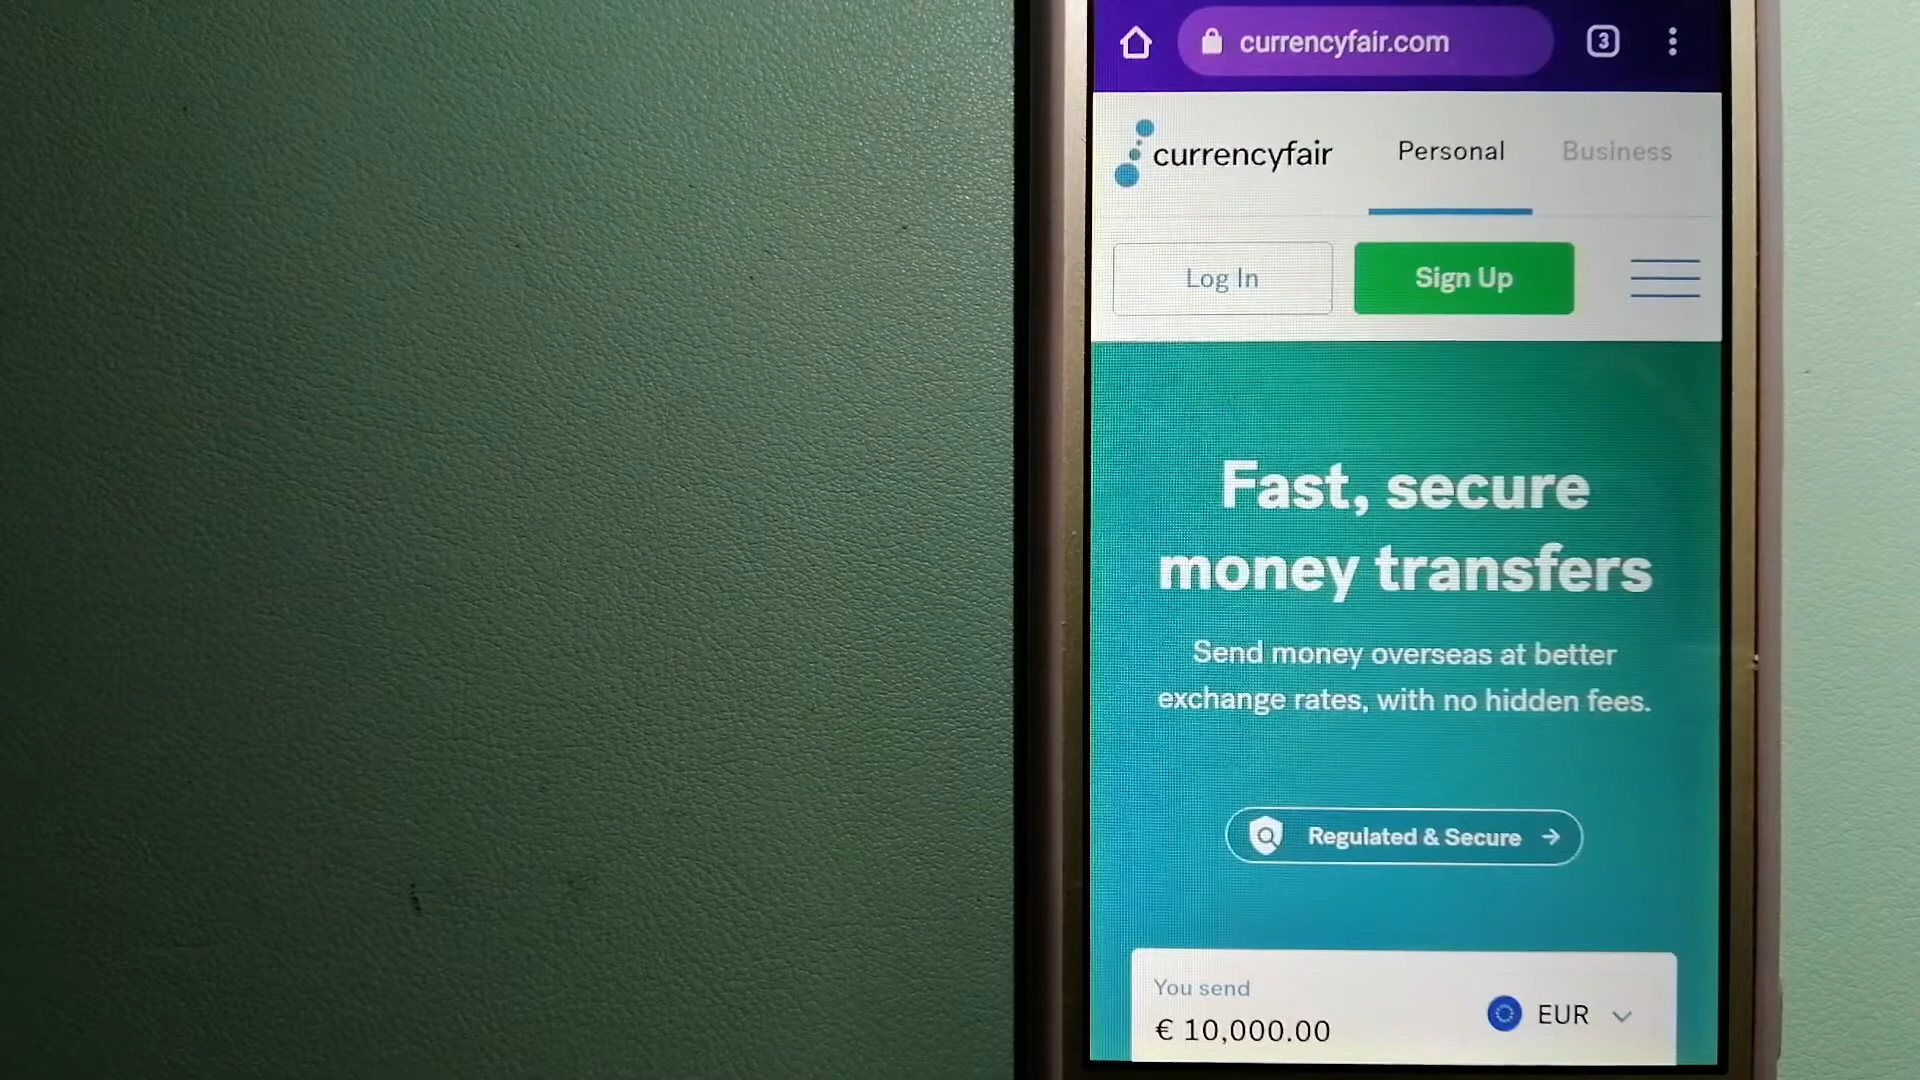 currencyfair.com
3
currencyfair
Personal
Business
Log In
Sign Up
Fast, secure
money transfers
Send money overseas at better
exchange rates, with no hidden fees.
Regulated & Secure →
You send
€ 10,000.00
EUR